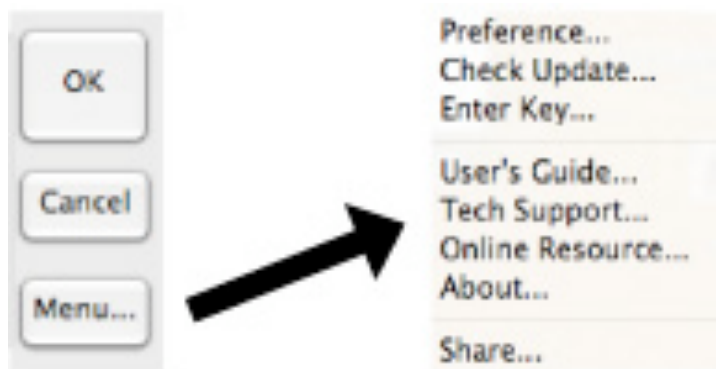 OK
Cancel
Menu...
Preference...
Check Update...
Enter Key...
User's Guide...
Tech Support...
Online Resource...
About...
Share...